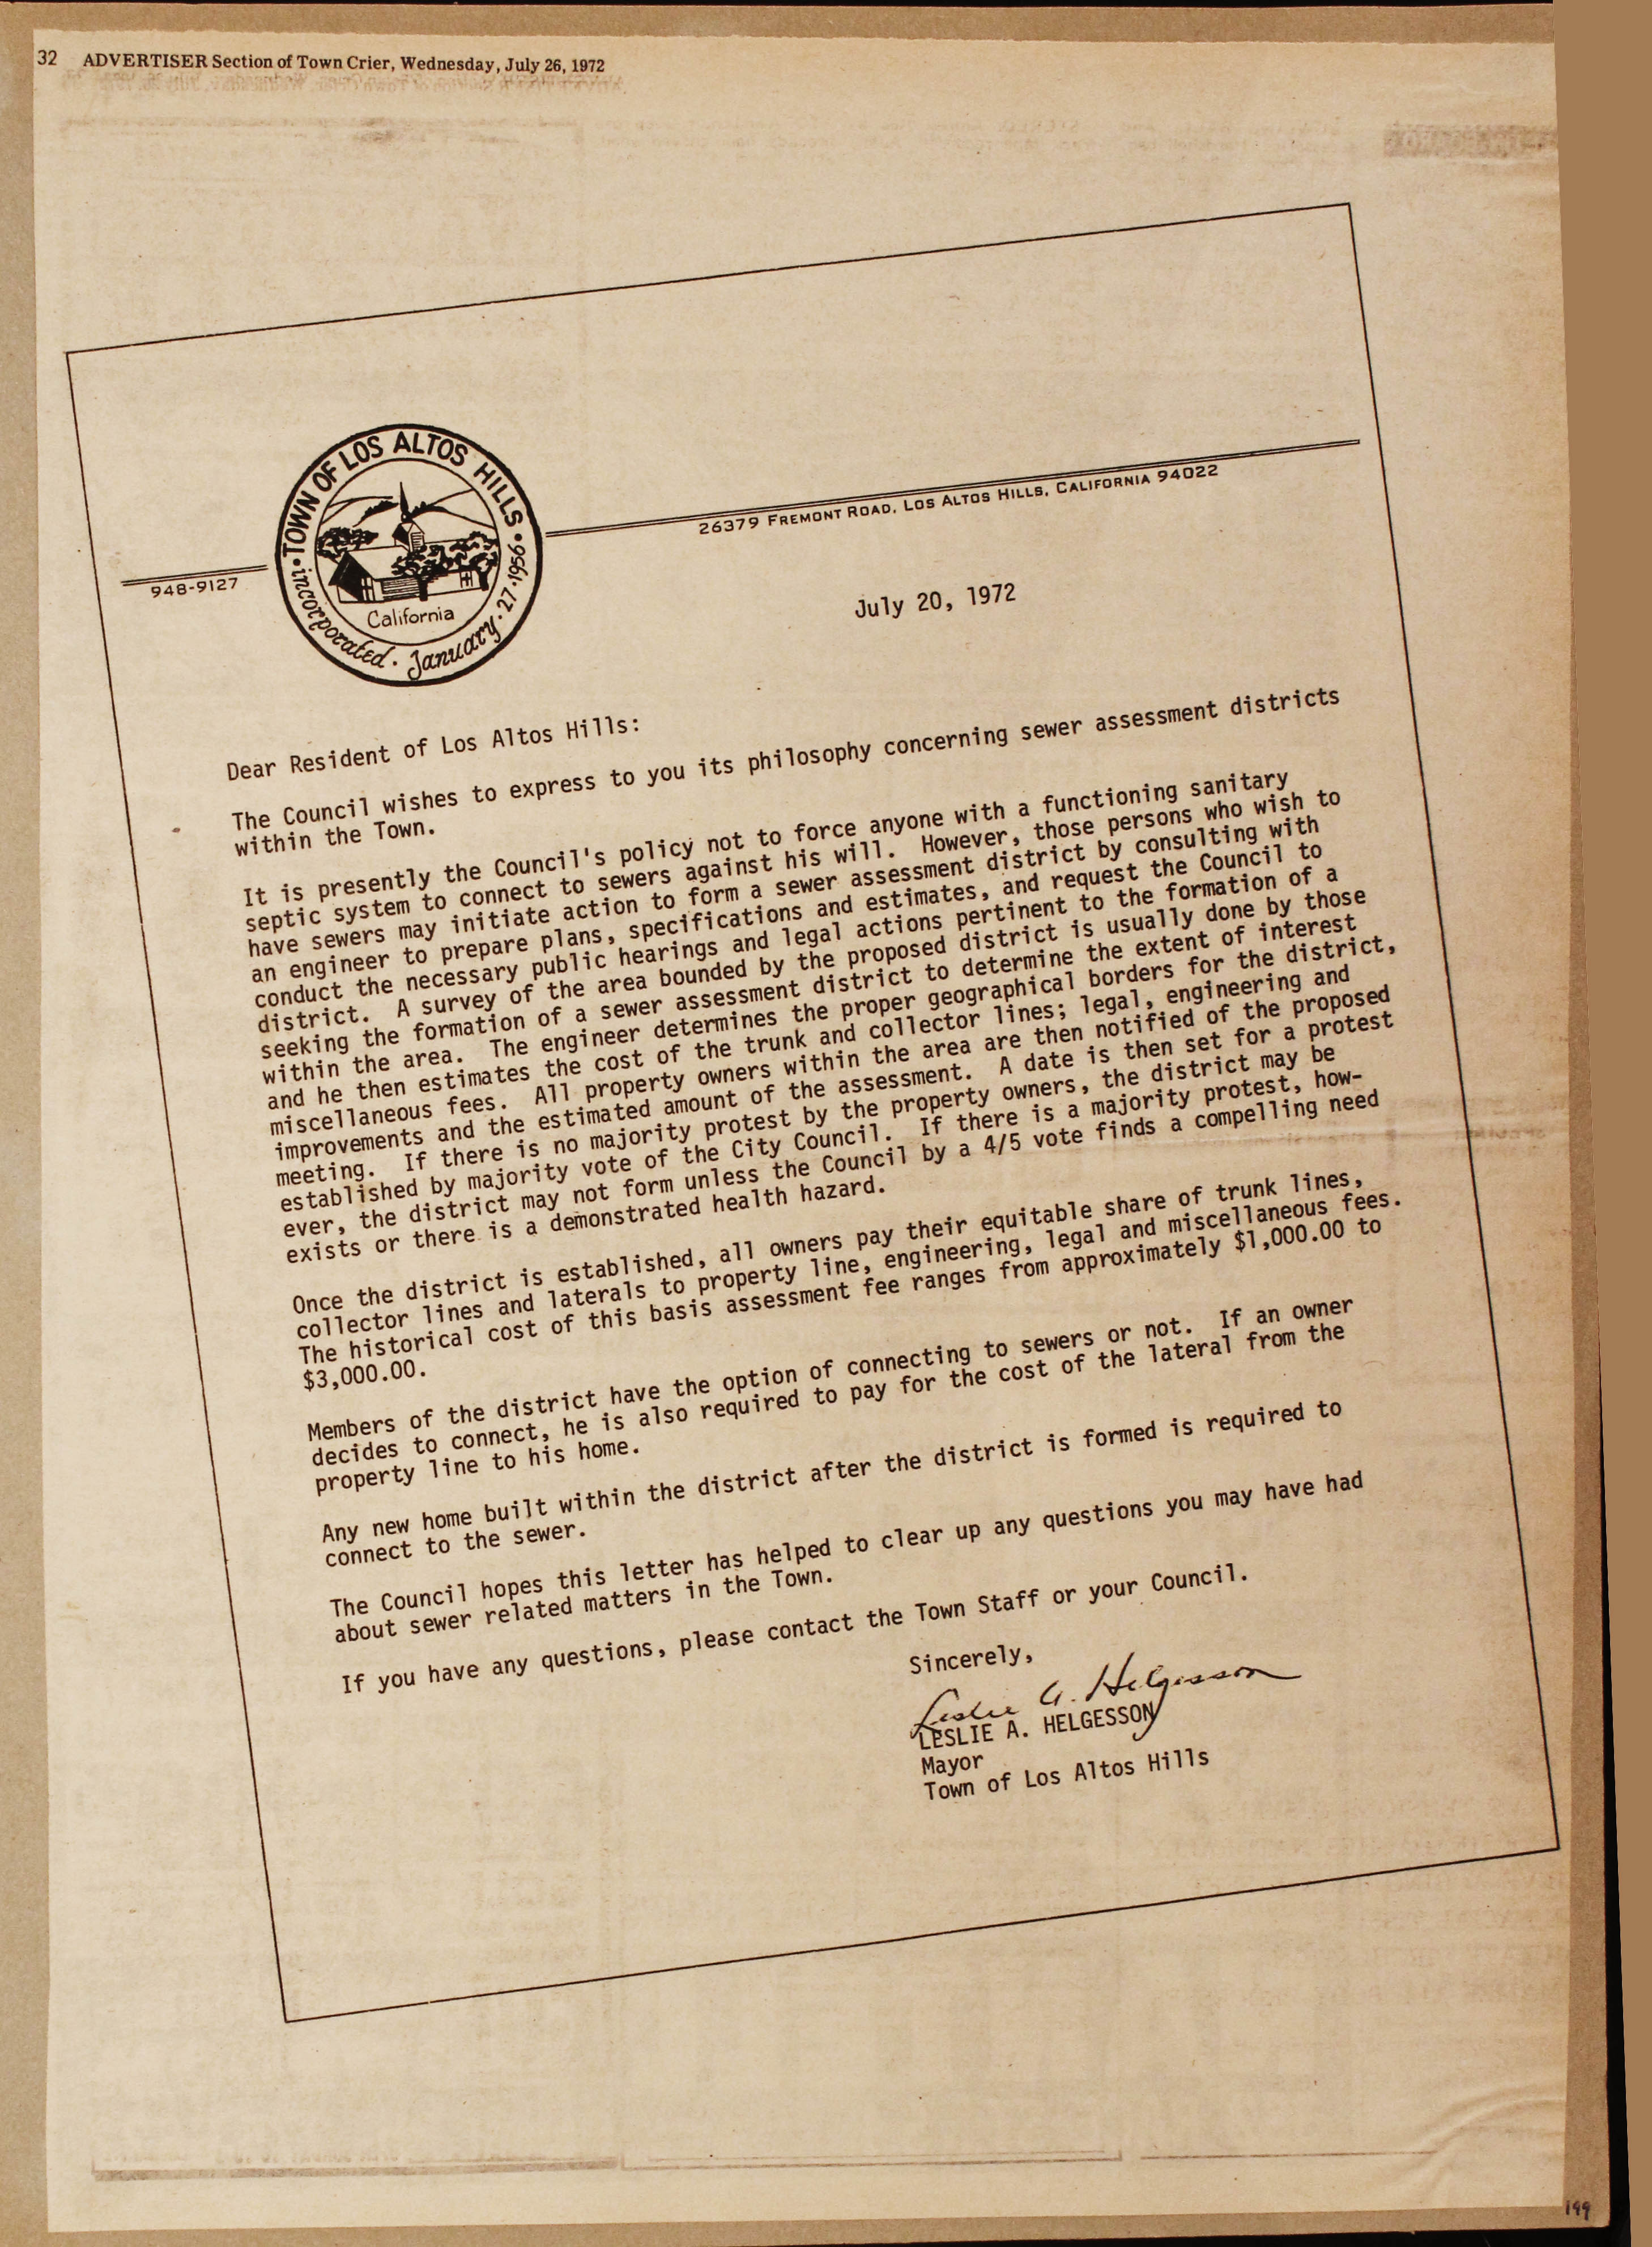 32 ADVERTISER Section of Town Crier, Wednesday, July 26, 1972
TOWN OF LOS ALTOS HILLS
incorporated. January. 27. 1956
California
948-9127
26379 FREMONT ROAD, LOS ALTOS HILLS, CALIFORNIA 94022
July 20, 1972
Dear Resident of Los Altos Hills:
The Council wishes to express to you its philosophy concerning sewer assessment districts
within the Town.
It is presently the Council's policy not to force anyone with a functioning sanitary
septic system to connect to sewers against his will. However, those persons who wish to
have sewers may initiate action to form a sewer assessment district by consulting with
an engineer to prepare plans, specifications and estimates, and request the Council to
conduct the necessary public hearings and legal actions pertinent to the formation of a
district. A survey of the area bounded by the proposed district is usually done by those
seeking the formation of a sewer assessment district to determine the extent of interest
within the area. The engineer determines the proper geographical borders for the district,
and he then estimates the cost of the trunk and collector lines; legal, engineering and
miscellaneous fees. All property owners within the area are then notified of the proposed
improvements and the estimated amount of the assessment. A date is then set for a protest
meeting. If there is no majority protest by the property owners, the district may be
established by majority vote of the City Council. If there is a majority protest, how-
ever, the district may not form unless the Council by a 4/5 vote finds a compelling need
exists or there is a demonstrated health hazard.
Once the district is established, all owners pay their equitable share of trunk lines,
collector lines and laterals to property line, engineering, legal and miscellaneous fees.
The historical cost of this basis assessment fee ranges from approximately $1,000.00 to
$3,000.00.
Members of the district have the option of connecting to sewers or not. If an owner
decides to connect, he is also required to pay for the cost of the lateral from the
property line to his home.
Any new home built within the district after the district is formed is required to
connect to the sewer.
The Council hopes this letter has helped to clear up any questions you may have had
about sewer related matters in the Town.
If you have any questions, please contact the Town Staff or your Council.
Sincerely,
Leslie A. Helgesson
LESLIE A. HELGESSON
Mayor
Town of Los Altos Hills
199